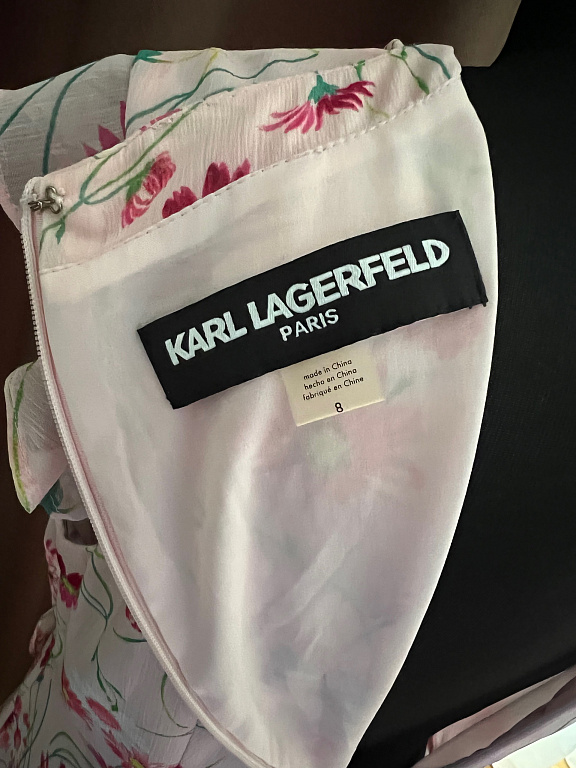 KARL LAGERFELD
PARIS
made in China
hecho en China
fabriqué en Chine
8